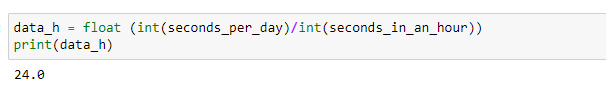 data_h = float (int(seconds_per_day)/int(seconds_in_an_hour))
print(data_h)
24.0